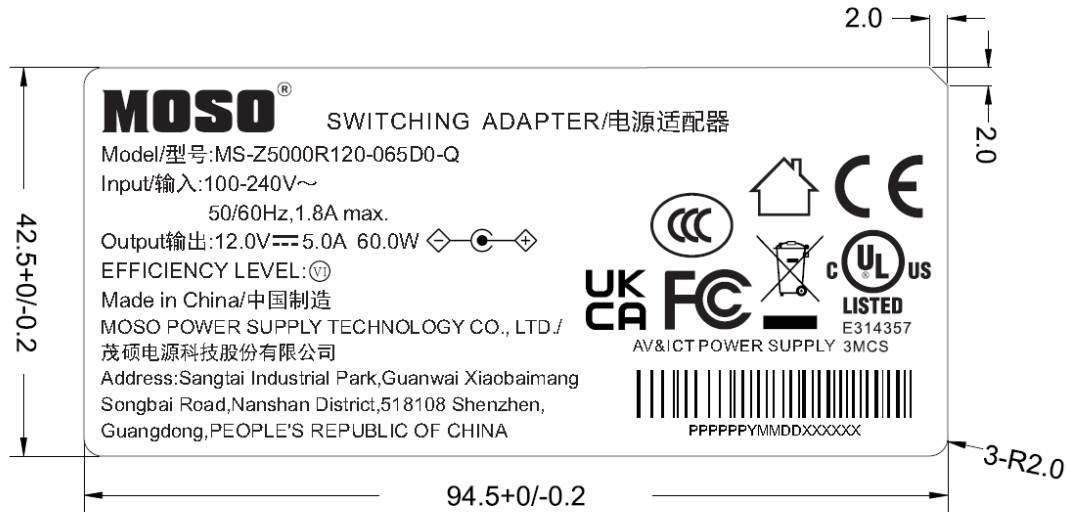 2.0
2.0
MOSO®
SWITCHING ADAPTER/电源适配器
Model/型号:MS-Z5000R120-065D0-Q
Input/输入:100-240V～
50/60Hz,1.8A max.
Output输出:12.0V⎓5.0A 60.0W
EFFICIENCY LEVEL:Ⓥⅰ
Made in China/中国制造
MOSO POWER SUPPLY TECHNOLOGY CO., LTD./
茂硕电源科技股份有限公司
Address:Sangtai Industrial Park,Guanwai Xiaobaimang
Songbai Road,Nanshan District,518108 Shenzhen,
Guangdong,PEOPLE'S REPUBLIC OF CHINA
CCC
CE
UK
CA
FC
C UL® US
LISTED
E314357
AV&ICT POWER SUPPLY 3MCS
PPPPPPYMMDDXXXXXX
42.5+0/-0.2
94.5+0/-0.2
3-R2.0